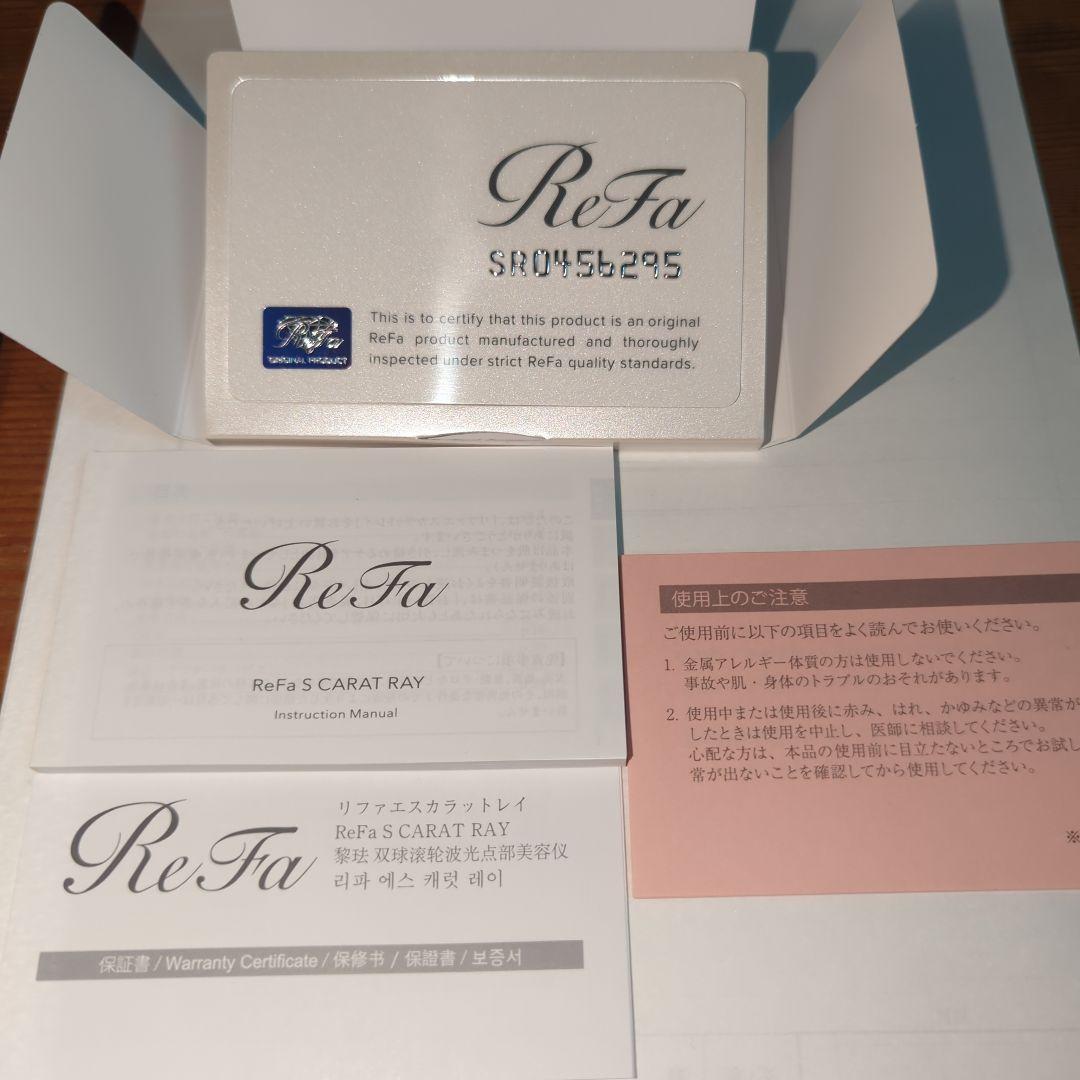 ReFa
SR0456295
ReFa
ORIGINAL PRODUCT
This is to certify that this product is an original
ReFa product manufactured and thoroughly
inspected under strict ReFa quality standards.
ReFa
ReFa S CARAT RAY
Instruction Manual
使用上のご注意
ご使用前に以下の項目をよく読んでお使いください。
1. 金属アレルギー体質の方は使用しないでください。
事故や肌・身体のトラブルのおそれがあります。
2. 使用中または使用後に赤み、はれ、かゆみなどの異常が
したときは使用を中止し、医師に相談してください。
心配な方は、本品の使用前に目立たないところでお試し
常が出ないことを確認してから使用してください。
※
ReFa
リファエスカラットレイ
ReFa S CARAT RAY
黎珐 双球滚轮波光点部美容仪
리파 에스 캐럿 레이
保証書 / Warranty Certificate / 保修书 / 保證書 / 보증서